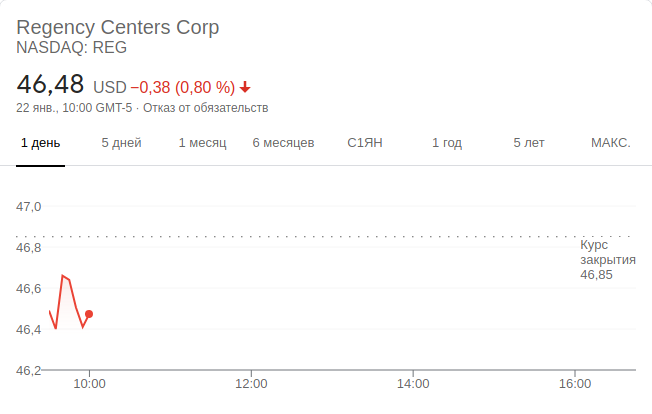 Regency Centers Corp
NASDAQ: REG
46,48 USD −0,38 (0,80 %)
22 янв., 10:00 GMT-5 · Отказ от обязательств
1 день 5 дней 1 месяц 6 месяцев С1ЯН 1 год 5 лет МАКС.
47,0
46,8
Курс
закрытия
46,85
46,6
46,4
46,2
10:00 12:00 14:00 16:00